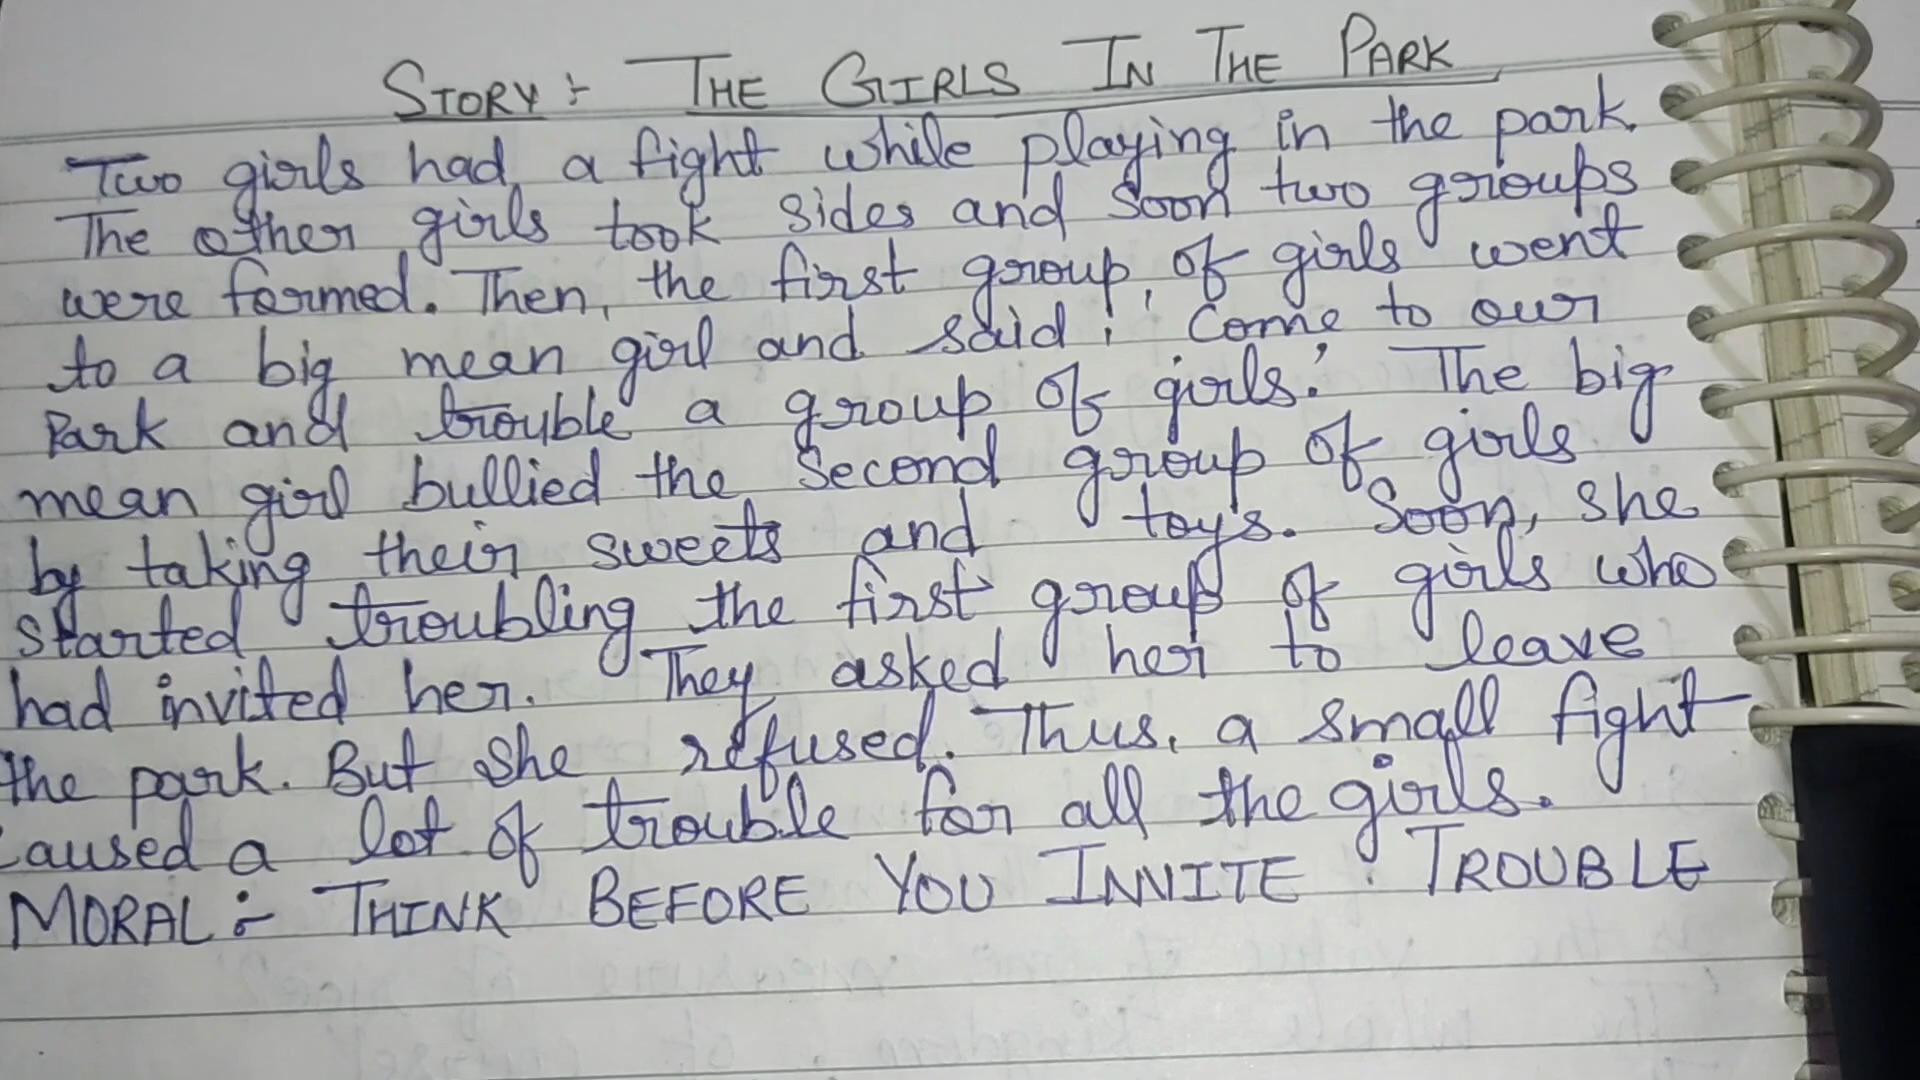 STORY :- THE GIRLS IN THE PARK
Two girls had a fight while playing in the park.
The other girls took sides and soon two groups
were formed. Then, the first group of girls went
to a big mean girl and said: 'Come to our
Park and trouble a group of girls.' The big
mean girl bullied the second group of girls
by taking their sweets and toys. Soon, she
started troubling the first group of girls who
had invited her. They asked her to leave
the park. But she refused. Thus, a small fight
caused a lot of trouble for all the girls.
MORAL :- THINK BEFORE YOU INVITE TROUBLE